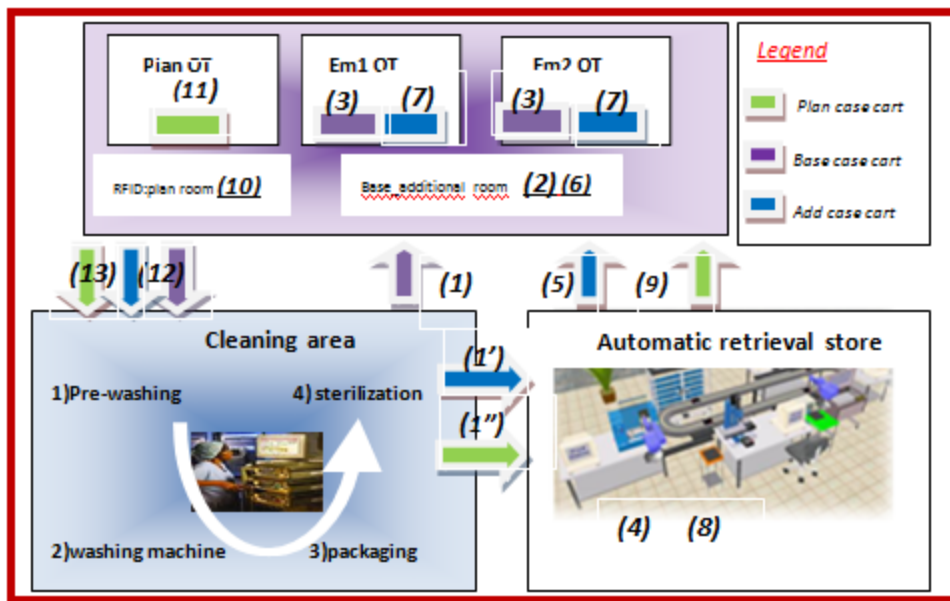 Plan OT
(11)
Em1 OT
(3) (7)
Em2 OT
(3) (7)
RFID:plan room (10)
Base_additional room (2) (6)
Legend
Plan case cart
Base case cart
Add case cart
(13) (12)
(1)
(5)
(9)
Cleaning area
1)Pre-washing
4) sterilization
2)washing machine
3)packaging
(1')
(1")
Automatic retrieval store
(4) (8)